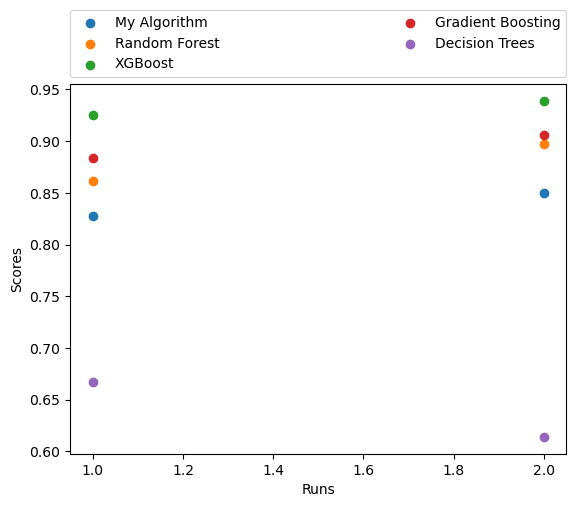 My Algorithm
Random Forest
XGBoost
Gradient Boosting
Decision Trees
0.95
0.90
0.85
0.80
0.75
0.70
0.65
0.60
Scores
1.0 1.2 1.4 1.6 1.8 2.0
Runs